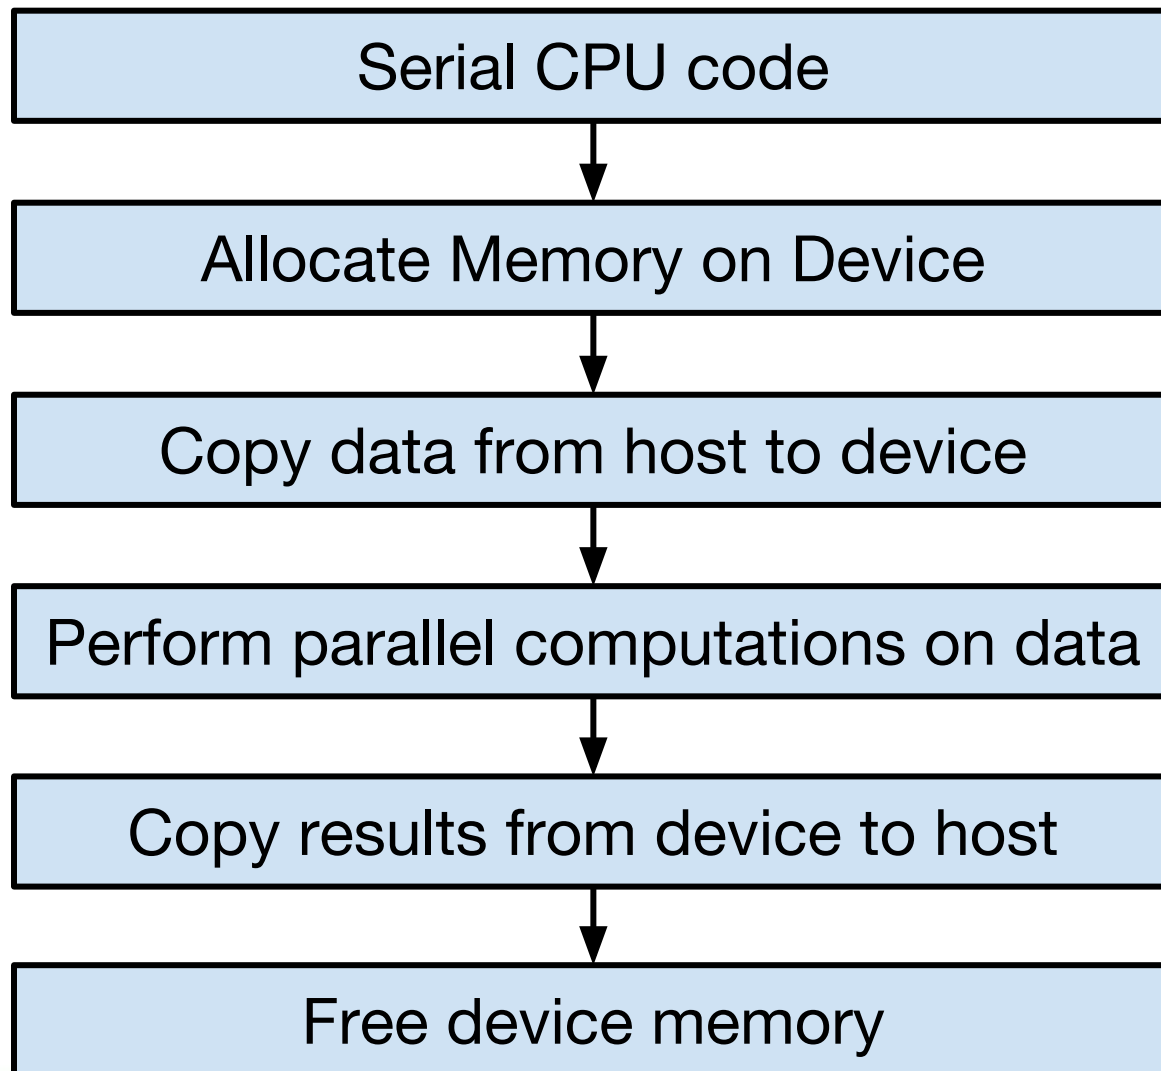 Serial CPU code
Allocate Memory on Device
Copy data from host to device
Perform parallel computations on data
Copy results from device to host
Free device memory